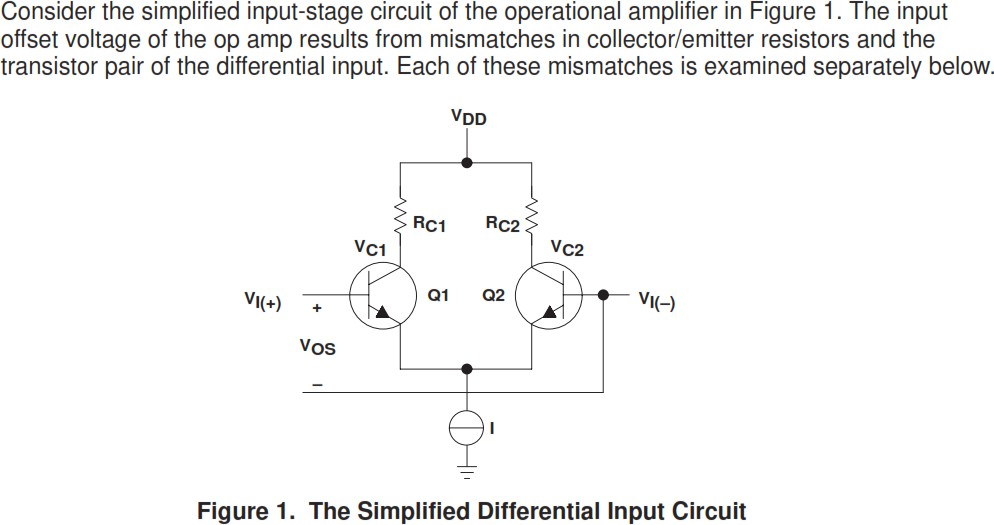 Consider the simplified input-stage circuit of the operational amplifier in Figure 1. The input
offset voltage of the op amp results from mismatches in collector/emitter resistors and the
transistor pair of the differential input. Each of these mismatches is examined separately below.
VDD
RC1 RC2
VC1 VC2
VI(+) + Q1 Q2 VI(–)
VOS
–
I
Figure 1. The Simplified Differential Input Circuit